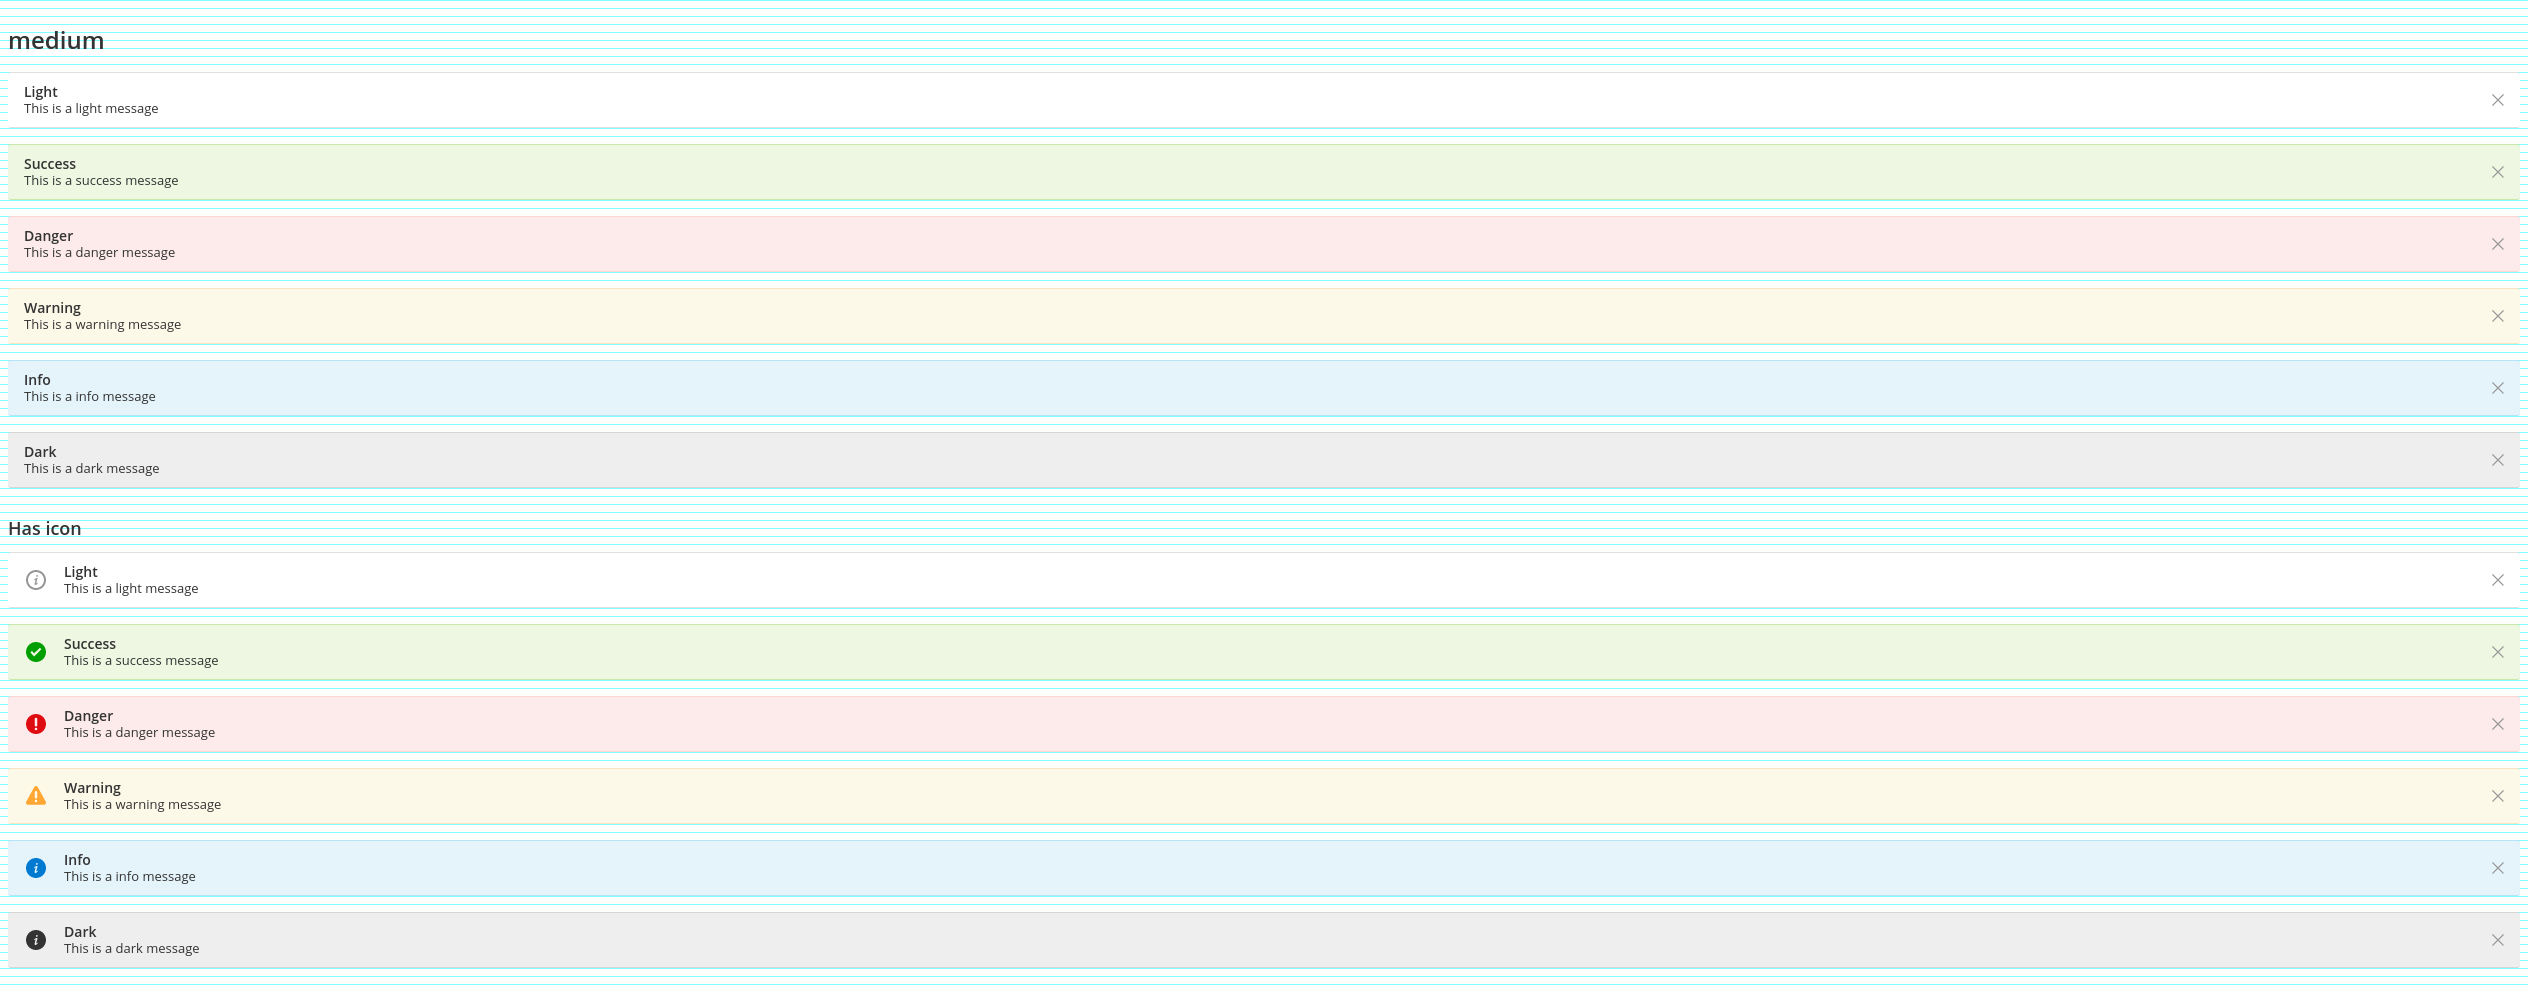 medium
Light
This is a light message
Success
This is a success message
Danger
This is a danger message
Warning
This is a warning message
Info
This is a info message
Dark
This is a dark message
Has icon
Light
This is a light message
Success
This is a success message
Danger
This is a danger message
Warning
This is a warning message
Info
This is a info message
Dark
This is a dark message